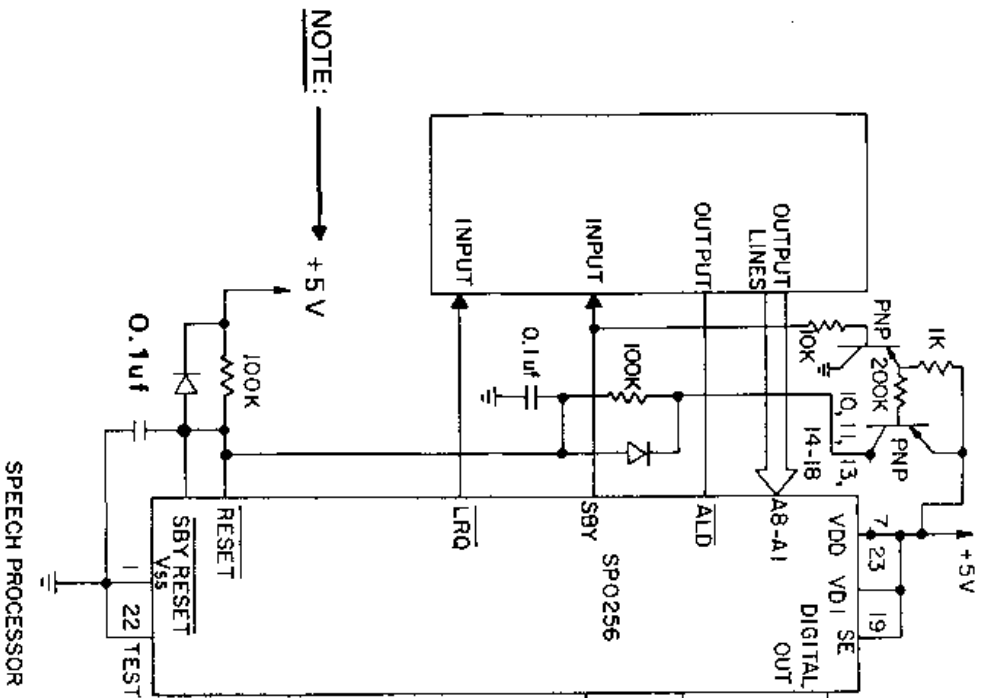 +5V
1K
PNP
200K
PNP
10K
10, 11, 13,
14-18
7
23
19
VDD
VDI
SE
OUTPUT
LINES
A8-A1
DIGITAL
OUT
OUTPUT
ALD
INPUT
SBY
SPO256
100K
0.1uf
INPUT
LRQ
+5V
100K
RESET
0.1uf
SBY RESET
VSS
1
22
TEST
NOTE:
SPEECH PROCESSOR